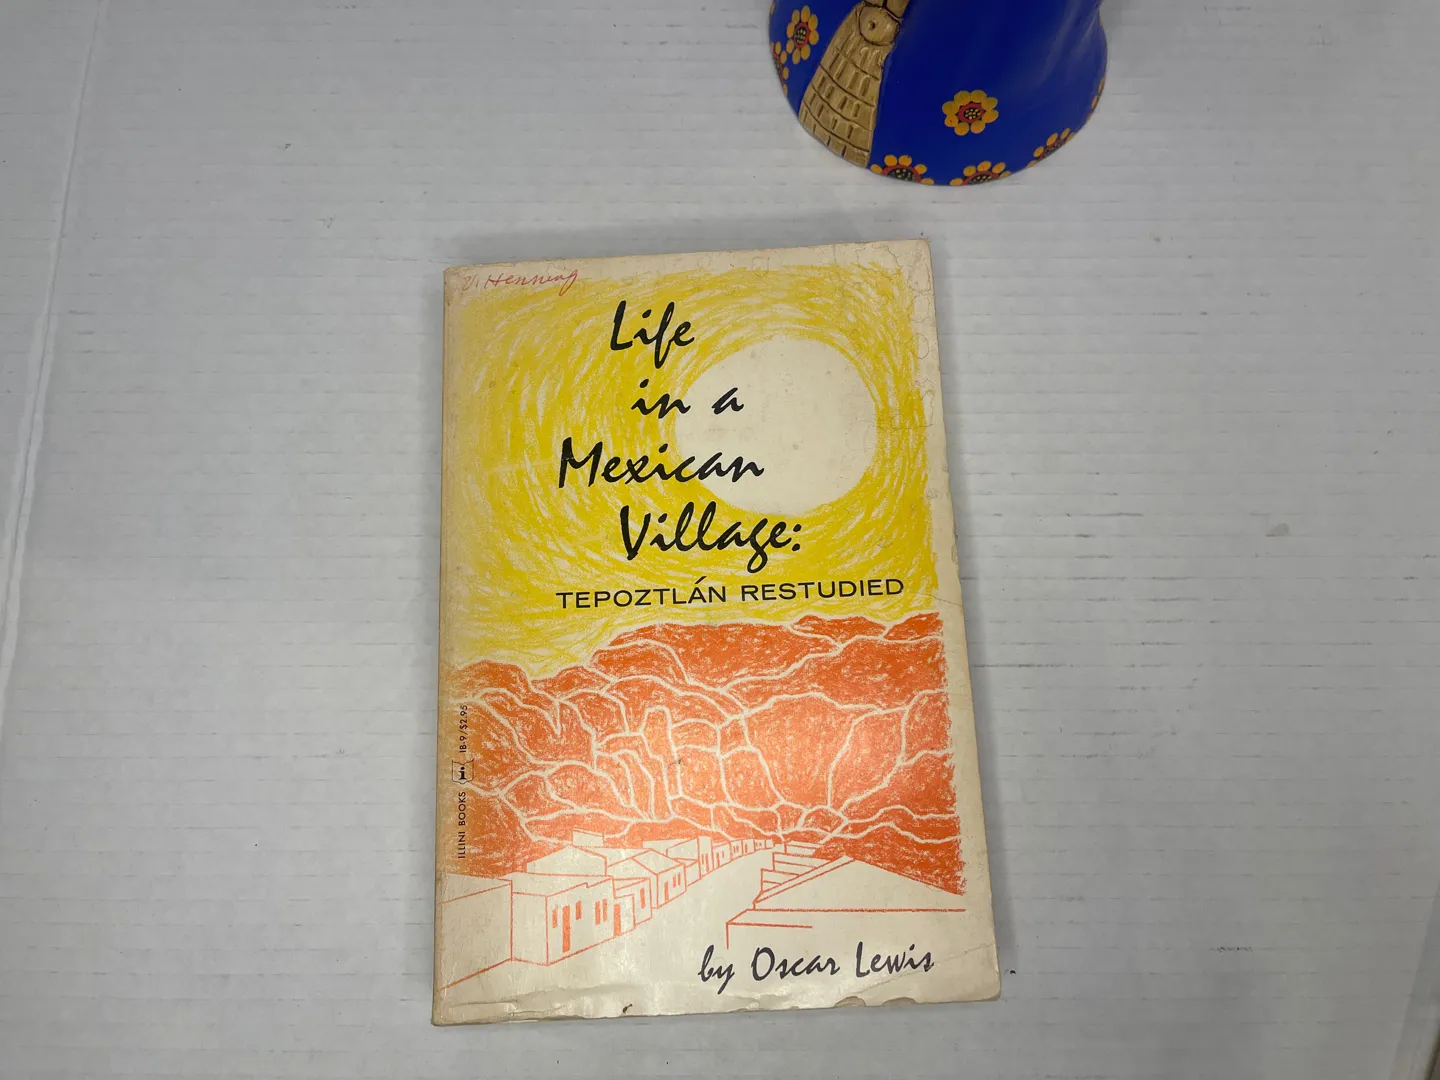 V. Henning
Life
in a
Mexican
Village:
TEPOZTLÁN RESTUDIED
ILLINI BOOKS IB-9/$2.95
by Oscar Lewis